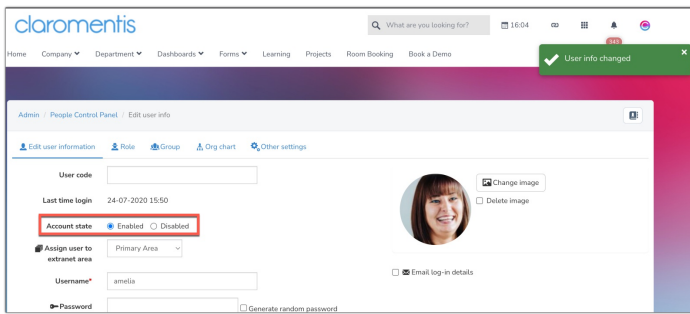 claromentis
What are you looking for?
16:04
243
Home Company Department Dashboards Forms Learning Projects Room Booking Book a Demo
User info changed
×
Admin / People Control Panel / Edit user info
Edit user information Role Group Org chart Other settings
User code
Change image
Last time login 24-07-2020 15:50
Delete image
Account state Enabled Disabled
Assign user to Primary Area
extranet area
Email log-in details
Username* amelia
Password Generate random password